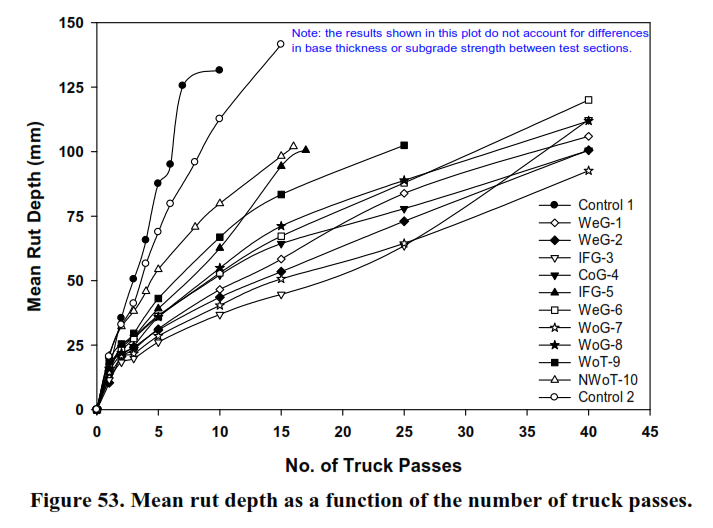 Note: the results shown in this plot do not account for differences
in base thickness or subgrade strength between test sections.
Mean Rut Depth (mm)
150
125
100
75
50
25
0
Control 1
WeG-1
WeG-2
IFG-3
CoG-4
IFG-5
WeG-6
WoG-7
WoG-8
WoT-9
NWoT-10
Control 2
0 5 10 15 20 25 30 35 40 45
No. of Truck Passes
Figure 53. Mean rut depth as a function of the number of truck passes.